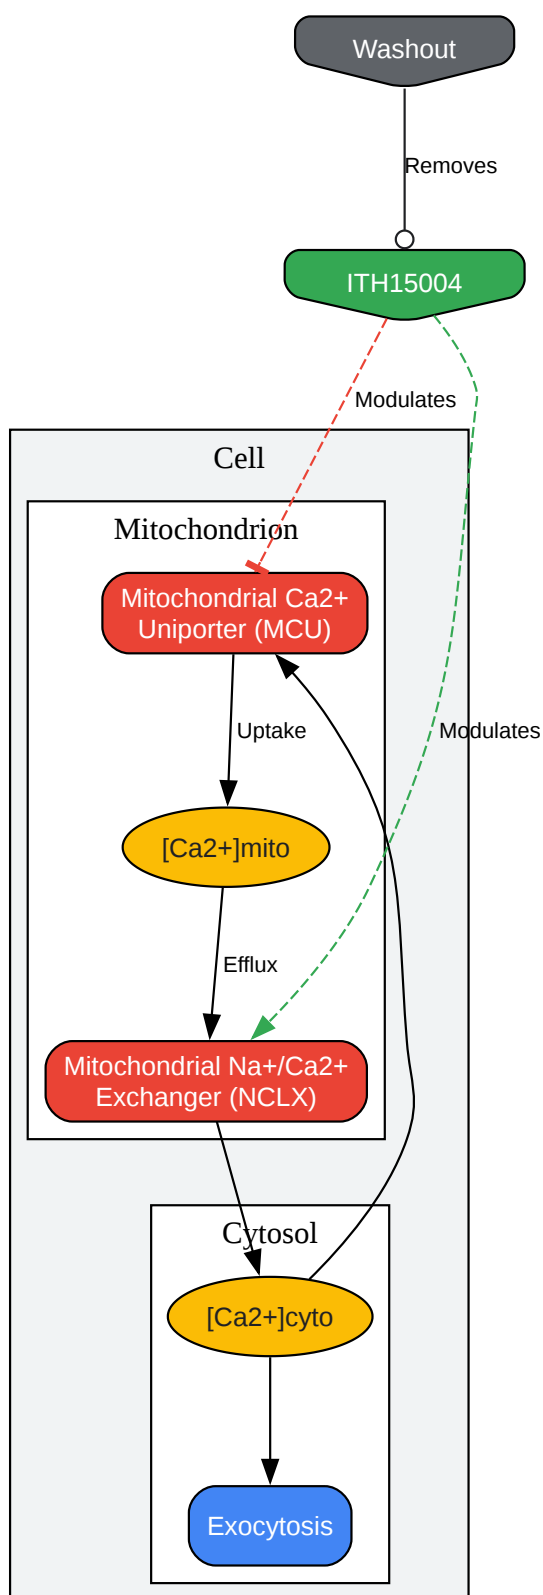 Washout
Removes
ITH15004
Modulates
Cell
Mitochondrion
Mitochondrial Ca2+
Uniporter (MCU)
Uptake
Modulates
[Ca2+]mito
Efflux
Mitochondrial Na+/Ca2+
Exchanger (NCLX)
Cytosol
[Ca2+]cyto
Exocytosis